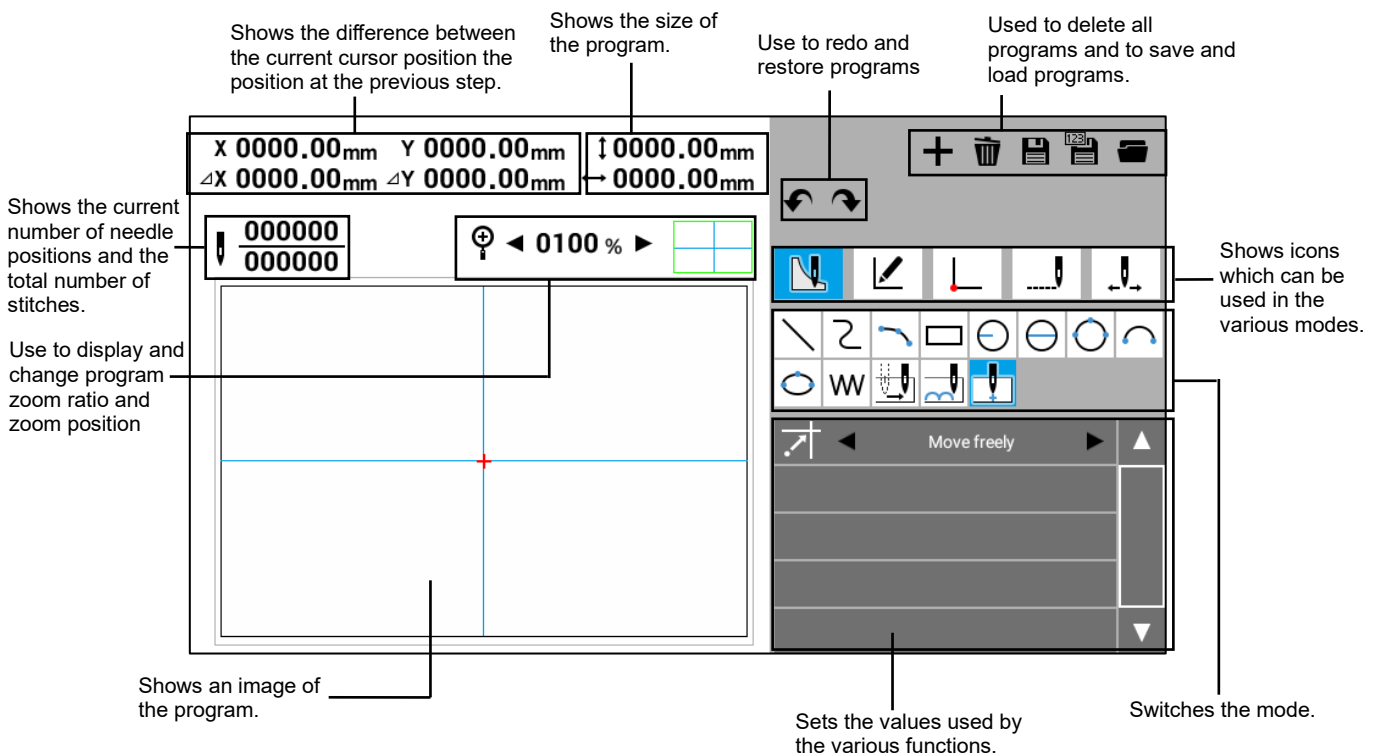 Shows the difference between
the current cursor position the
position at the previous step.
Shows the size of
the program.
Use to redo and
restore programs
Used to delete all
programs and to save and
load programs.
X 0000.00mm Y 0000.00mm
⊿X 0000.00mm ⊿Y 0000.00mm
↕0000.00mm
↔0000.00mm
123
Shows the current
number of needle
positions and the
total number of
stitches.
000000
000000
◄ 0100 % ►
Shows icons
which can be
used in the
various modes.
Use to display and
change program
zoom ratio and
zoom position
◄ Move freely ►
Shows an image of
the program.
Sets the values used by
the various functions.
Switches the mode.